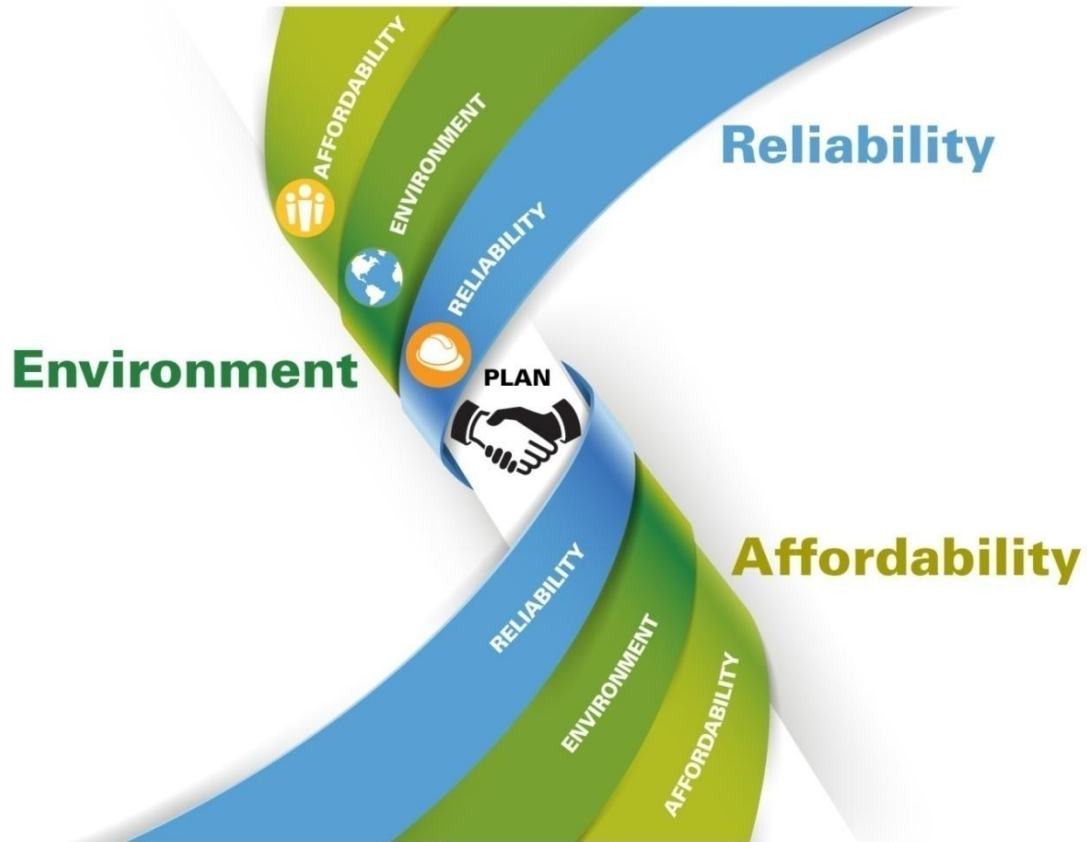 AFFORDABILITY
ENVIRONMENT
Reliability
RELIABILITY
Environment
PLAN
Affordability
RELIABILITY
ENVIRONMENT
AFFORDABILITY